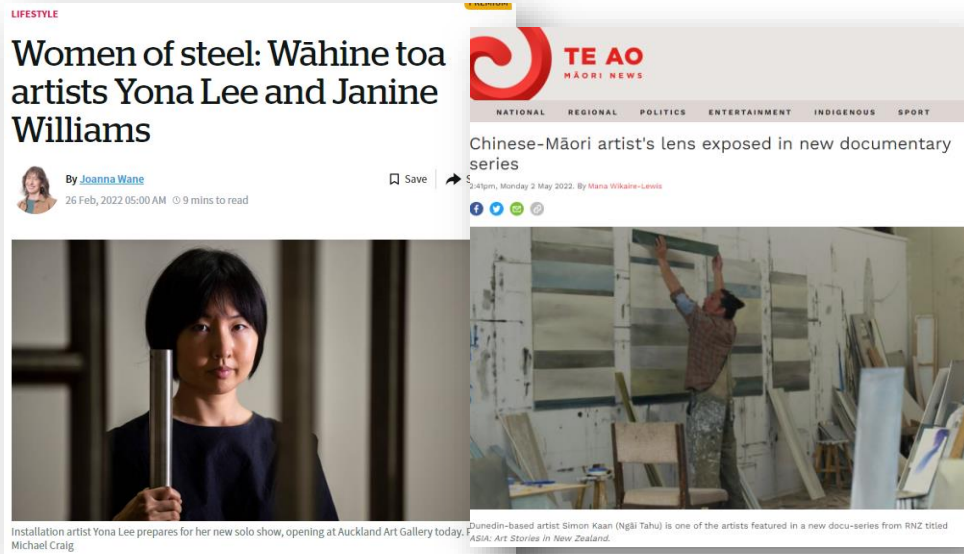 LIFESTYLE
PREMIUM
Women of steel: Wāhine toa
artists Yona Lee and Janine
Williams
By Joanna Wane
Save
26 Feb, 2022 05:00 AM 9 mins to read
Installation artist Yona Lee prepares for her new solo show, opening at Auckland Art Gallery today.
Michael Craig
TE AO
MĀORI NEWS
NATIONAL REGIONAL POLITICS ENTERTAINMENT INDIGENOUS SPORT
Chinese-Māori artist's lens exposed in new documentary
series
2:41pm, Monday 2 May 2022. By Mana Wikaire-Lewis
Dunedin-based artist Simon Kaan (Ngāi Tahu) is one of the artists featured in a new docu-series from RNZ titled
ASIA: Art Stories in New Zealand.